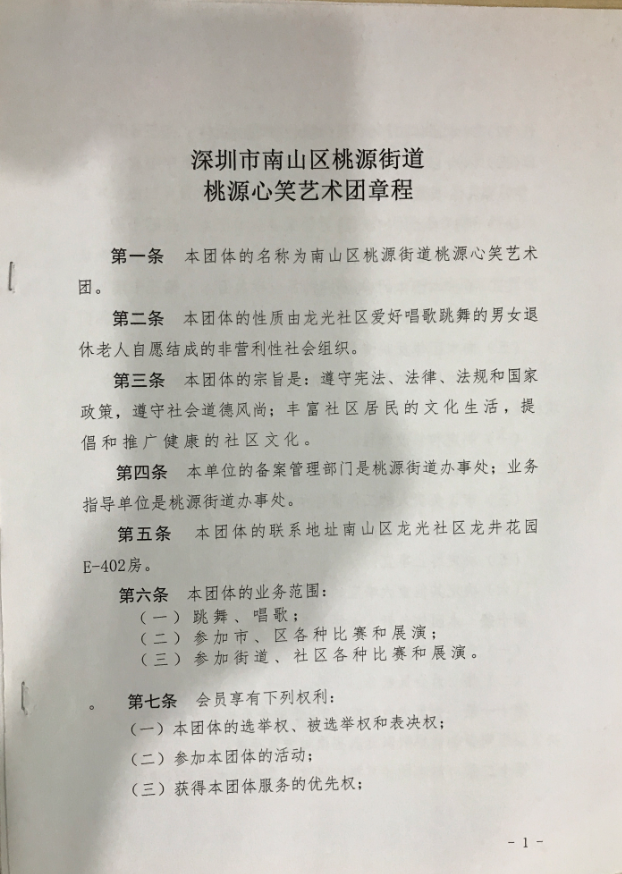 深圳市南山区桃源街道
桃源心笑艺术团章程
第一条 本团体的名称为南山区桃源街道桃源心笑艺术
团。
第二条 本团体的性质由龙光社区爱好唱歌跳舞的男女退
休老人自愿结成的非营利性社会组织。
第三条 本团体的宗旨是：遵守宪法、法律、法规和国家
政策，遵守社会道德风尚；丰富社区居民的文化生活，提
倡和推广健康的社区文化。
第四条 本单位的备案管理部门是桃源街道办事处；业务
指导单位是桃源街道办事处。
第五条 本团体的联系地址南山区龙光社区龙井花园
E-402房。
第六条 本团体的业务范围：
（一）跳舞、唱歌；
（二）参加市、区各种比赛和展演；
（三）参加街道、社区各种比赛和展演。
。 第七条 会员享有下列权利：
（一）本团体的选举权、被选举权和表决权；
（二）参加本团体的活动；
（三）获得本团体服务的优先权；
- 1 -